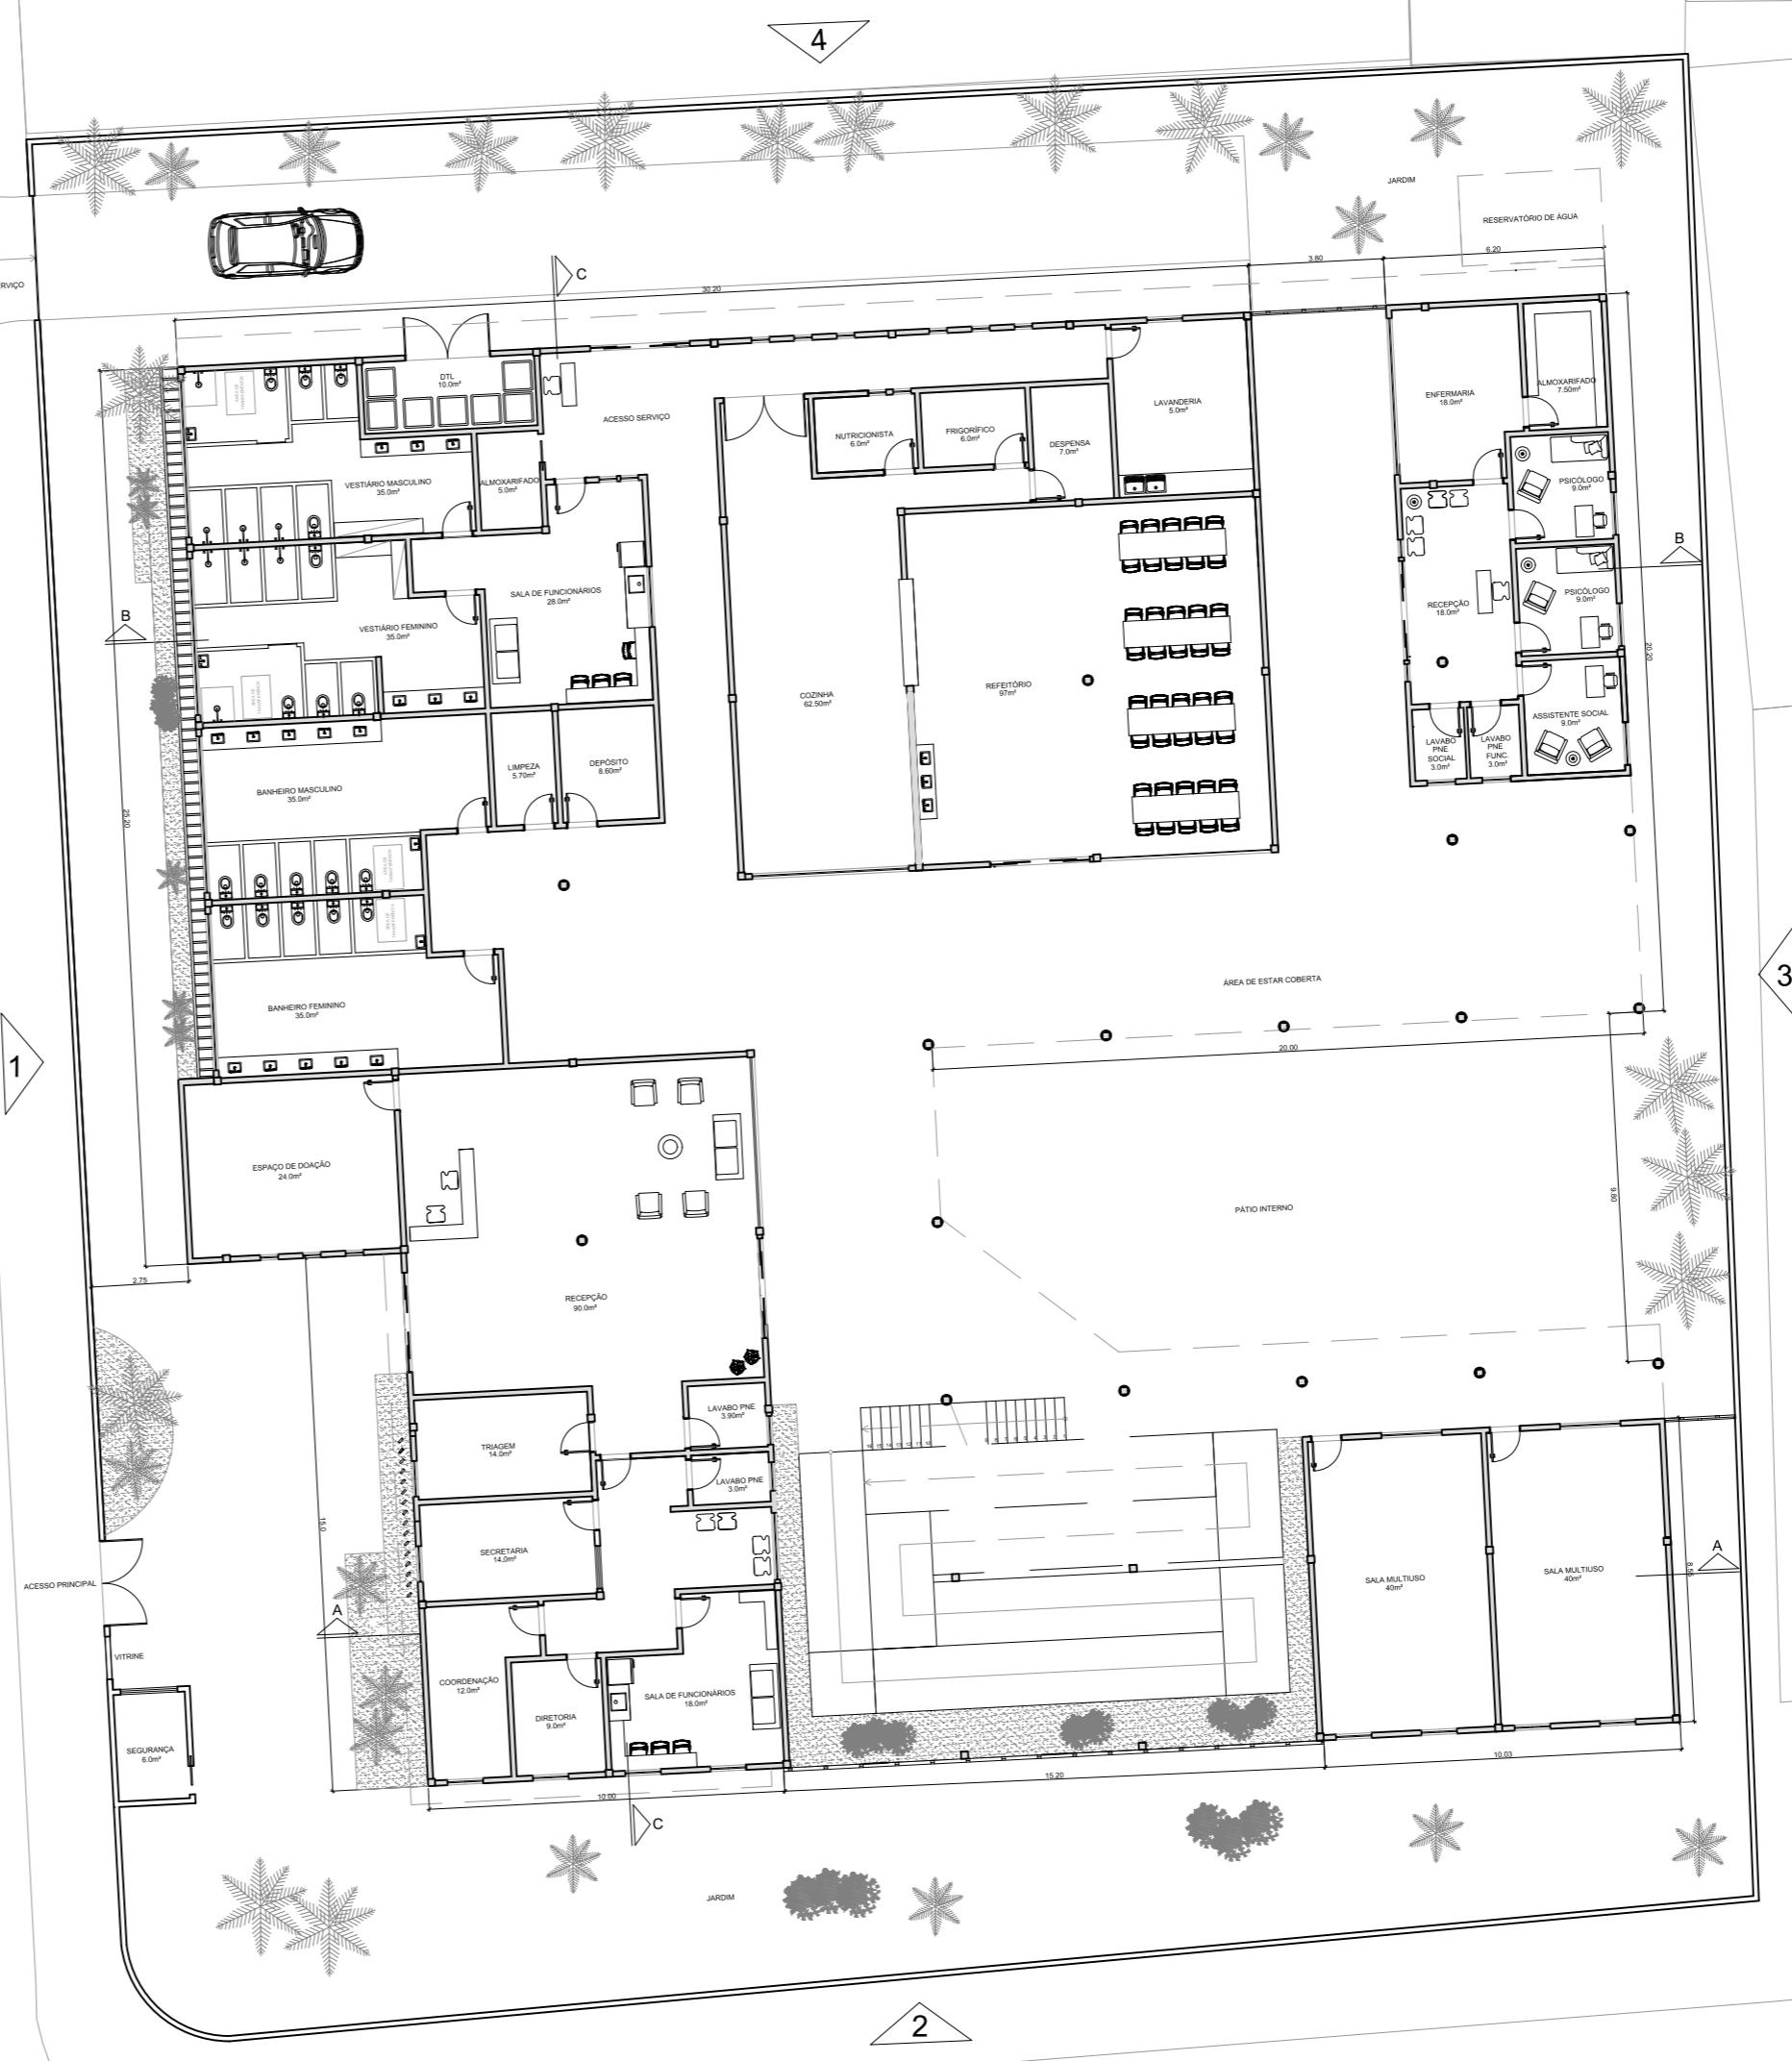 4
JARDIM
RESERVATÓRIO DE ÁGUA
6.20
3.80
C
30.20
RVIÇO
DTL
10.0m²
ACESSO SERVIÇO
LAVANDERIA
5.0m²
ENFERMARIA
18.0m²
ALMOXARIFADO
7.50m²
NUTRICIONISTA
6.0m²
FRIGORÍFICO
6.0m²
DESPENSA
7.0m²
VESTIÁRIO MASCULINO
35.0m²
ALMOXARIFADO
5.0m²
PSICÓLOGO
9.0m²
B
SALA DE FUNCIONÁRIOS
28.0m²
PSICÓLOGO
9.0m²
RECEPÇÃO
18.0m²
B
VESTIÁRIO FEMININO
35.0m²
20.20
COZINHA
62.50m²
REFEITÓRIO
97m²
ASSISTENTE SOCIAL
9.0m²
LAVABO
PNE
SOCIAL
3.0m²
LAVABO
PNE
FUNC.
3.0m²
LIMPEZA
5.70m²
DEPÓSITO
8.60m²
BANHEIRO MASCULINO
35.0m²
25.20
ÁREA DE ESTAR COBERTA
3
BANHEIRO FEMININO
35.0m²
1
20.00
ESPAÇO DE DOAÇÃO
24.0m²
9.80
PÁTIO INTERNO
2.75
RECEPÇÃO
90.0m²
LAVABO PNE
3.90m²
TRIAGEM
14.0m²
LAVABO PNE
3.0m²
15.0
SECRETARIA
14.0m²
ACESSO PRINCIPAL
A
SALA MULTIUSO
40m²
SALA MULTIUSO
40m²
8.55
A
VITRINE
COORDENAÇÃO
12.0m²
SALA DE FUNCIONÁRIOS
18.0m²
DIRETORIA
9.0m²
SEGURANÇA
6.0m²
10.00
15.20
10.03
C
JARDIM
2